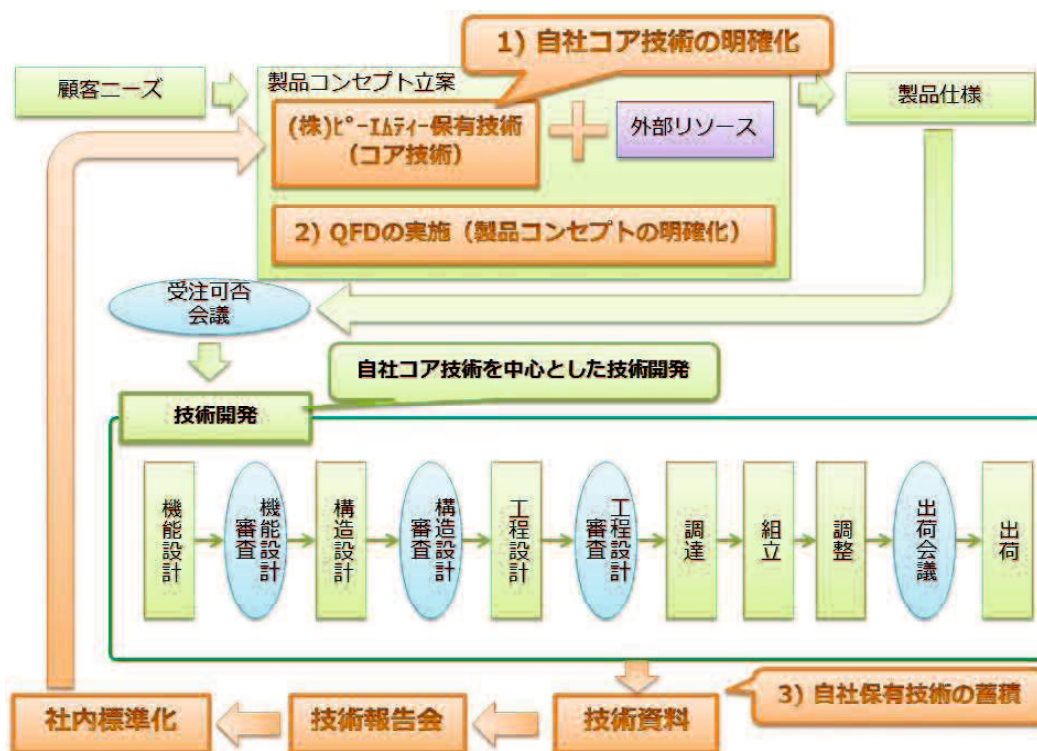 1) 自社コア技術の明確化
顧客ニーズ
製品コンセプト立案
製品仕様
(株)ﾋﾟｰｴﾑﾃｨｰ保有技術
(コア技術)
外部リソース
2) QFDの実施（製品コンセプトの明確化）
受注可否
会議
自社コア技術を中心とした技術開発
技術開発
機能設計
機能設計
審査
構造設計
構造設計
審査
工程設計
工程設計
審査
調達
組立
調整
出荷会議
出荷
3) 自社保有技術の蓄積
社内標準化
技術報告会
技術資料